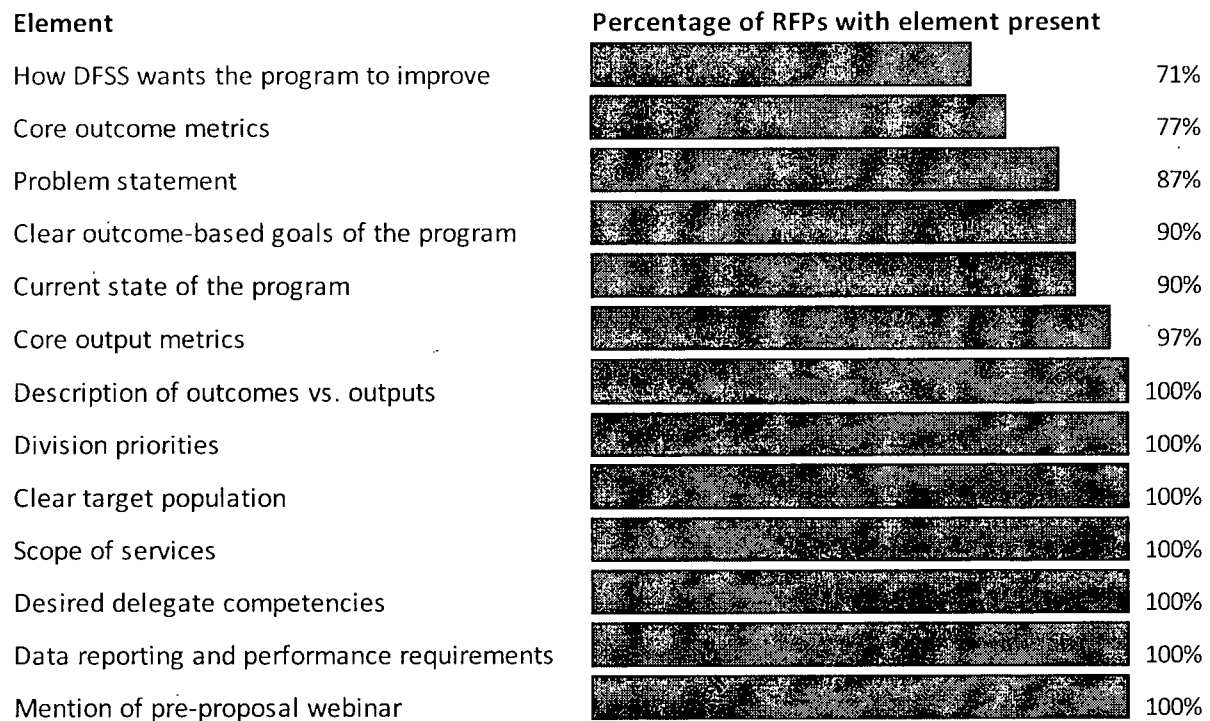 Element Percentage of RFPs with element present
How DFSS wants the program to improve 71%
Core outcome metrics 77%
Problem statement 87%
Clear outcome-based goals of the program 90%
Current state of the program 90%
Core output metrics 97%
Description of outcomes vs. outputs 100%
Division priorities 100%
Clear target population 100%
Scope of services 100%
Desired delegate competencies 100%
Data reporting and performance requirements 100%
Mention of pre-proposal webinar 100%